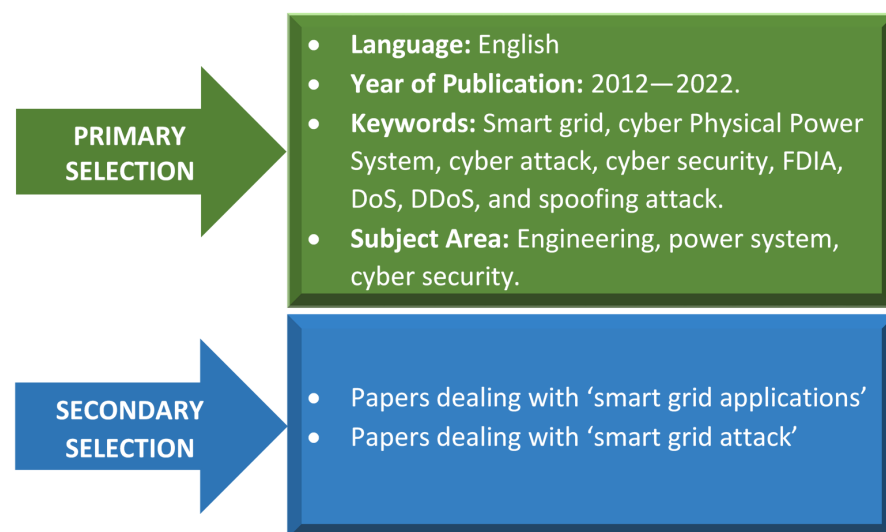 PRIMARY
SELECTION
• Language: English
• Year of Publication: 2012—2022.
• Keywords: Smart grid, cyber Physical Power
System, cyber attack, cyber security, FDIA,
DoS, DDoS, and spoofing attack.
• Subject Area: Engineering, power system,
cyber security.
SECONDARY
SELECTION
• Papers dealing with ‘smart grid applications’
• Papers dealing with ‘smart grid attack’